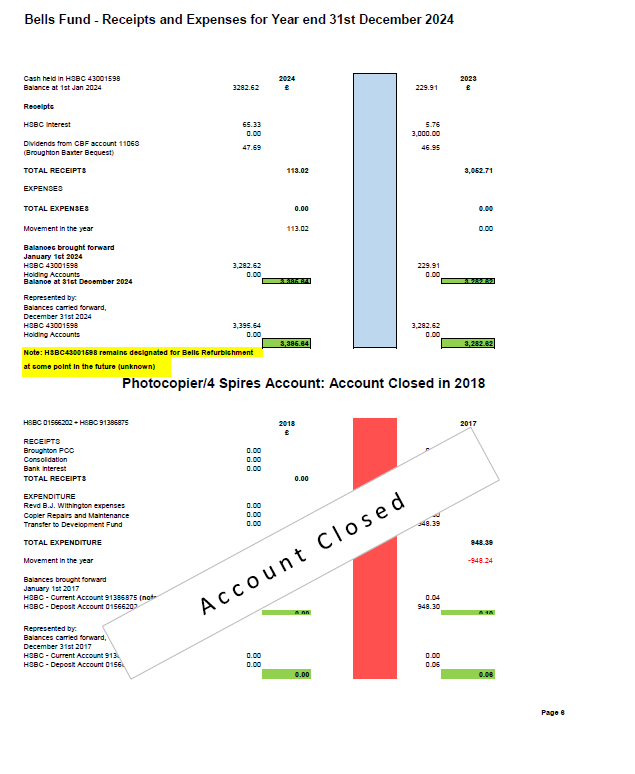 Bells Fund - Receipts and Expenses for Year end 31st December 2024
Cash held in HSBC 43001598 2024 2023
Balance at 1st Jan 2024 3282.62 £ 229.91 £
Receipts
HSBC Interest 65.33 5.76
0.00 3,000.00
Dividends from CBF account 1106S
(Broughton Baxter Bequest) 47.69 46.95
TOTAL RECEIPTS 113.02 3,052.71
EXPENSES
TOTAL EXPENSES 0.00 0.00
Movement in the year 113.02 0.00
Balances brought forward
January 1st 2024
HSBC 43001598 3,282.62 229.91
Holding Accounts 0.00 0.00
Balance at 31st December 2024 3,395.64 3,282.62
Represented by:
Balances carried forward,
December 31st 2024
HSBC 43001598 3,395.64 3,282.62
Holding Accounts 0.00 0.00
3,395.64 3,282.62
Note: HSBC43001598 remains designated for Bells Refurbishment
at some point in the future (unknown)
Photocopier/4 Spires Account: Account Closed in 2018
HSBC 01566202 + HSBC 91386875 2018 2017
£
RECEIPTS
Broughton PCC 0.00
Consolidation 0.00
Bank Interest 0.00
TOTAL RECEIPTS 0.00
EXPENDITURE
Revd B.J. Withington expenses 0.00
Copier Repairs and Maintenance 0.00
Transfer to Development Fund 0.00 948.39
TOTAL EXPENDITURE 948.39
Movement in the year -948.24
Account Closed
Balances brought forward
January 1st 2017
HSBC - Current Account 91386875 0.04
HSBC - Deposit Account 01566202 948.30
0.00 0.10
Represented by:
Balances carried forward,
December 31st 2017
HSBC - Current Account 0.00 0.00
HSBC - Deposit Account 0.00 0.06
0.00 0.06
Page 6